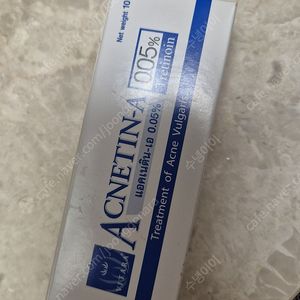 Net weight 10
ACNETIN-A 0.05%
Tretinoin
แอคเนติน-เอ 0.05%
Treatment of Acne Vulgaris
VITARA